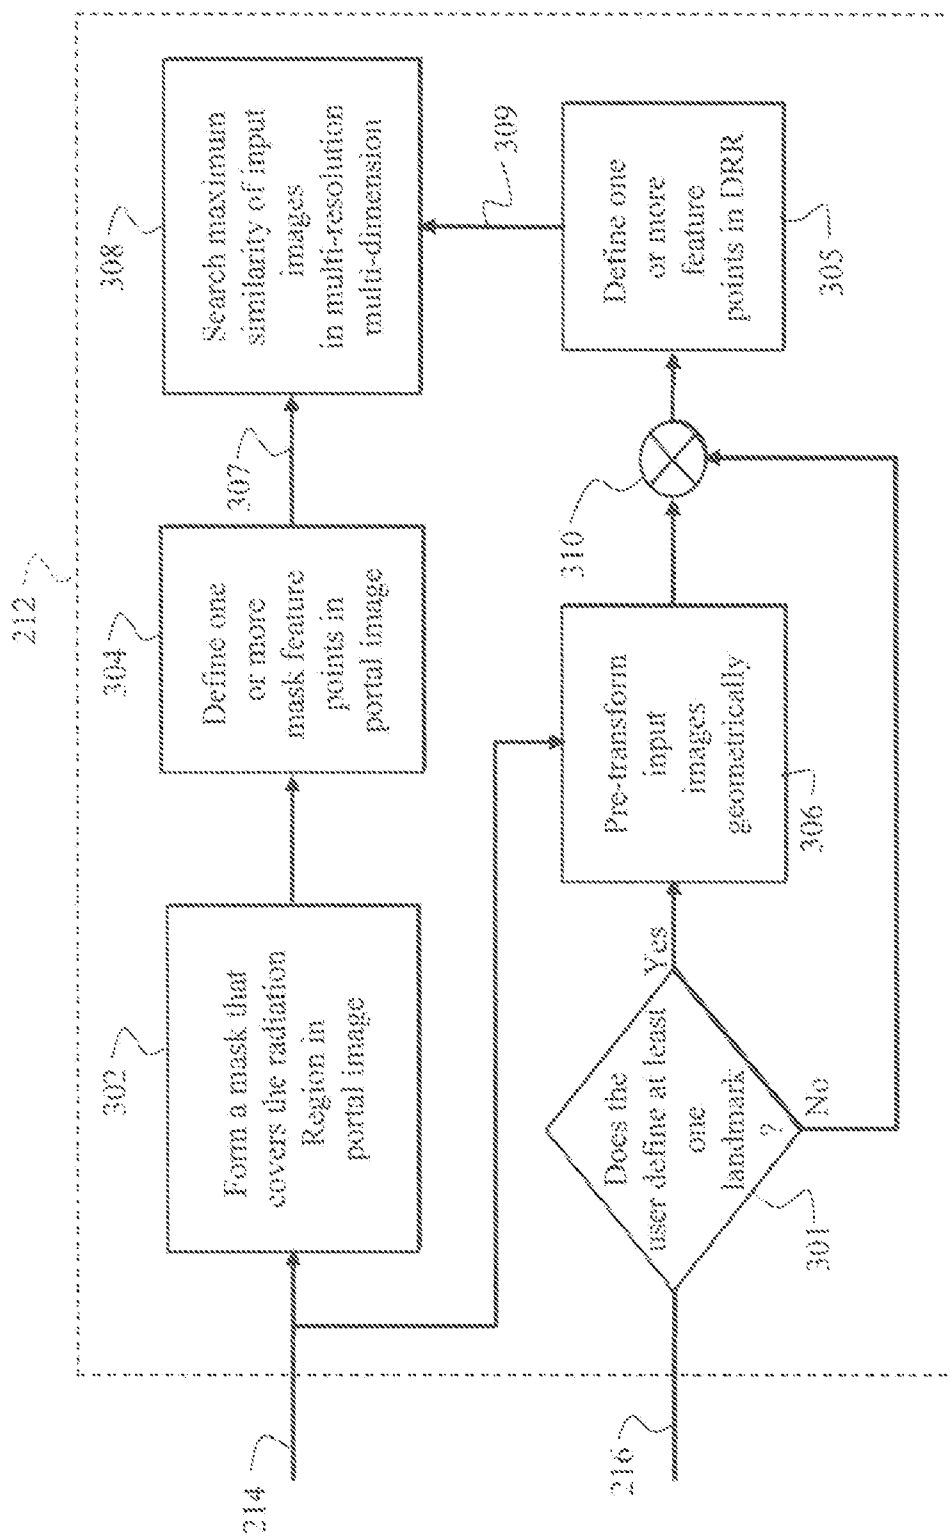 212
302
Form a mask that
covers the radiation
Region in
portal image
304
Define one
or more
mask feature
points in
portal image
307
308
Search maximum
similarity of input
images
in multi-resolution
multi-dimension
214
309
216
Does the
user define at least
one
landmark
?
Yes
No
301
Pre-transform
input
images
geometrically
306
310
Define one
or more
feature
points in DRR
305